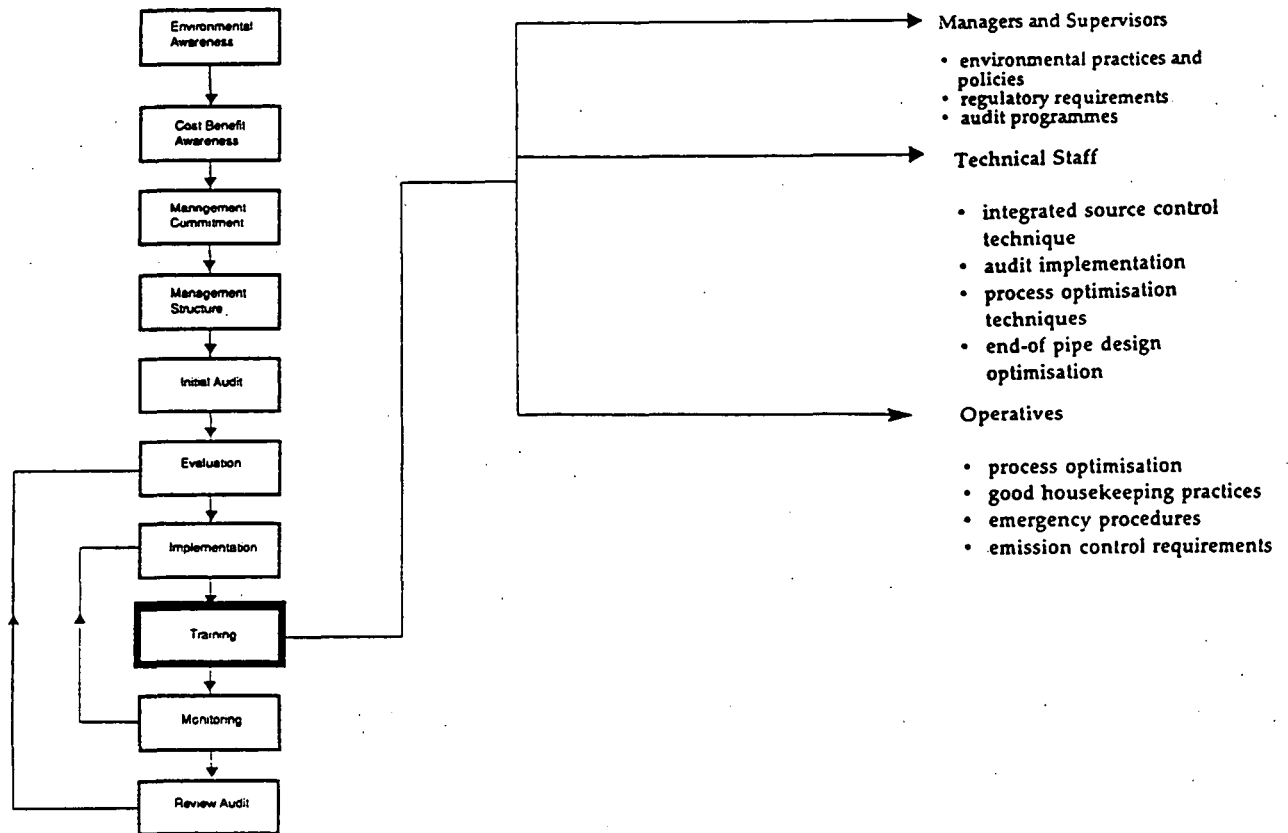 Environmental
Awareness
Cost Benefit
Awareness
Management
Commitment
Management
Structure
Initial Audit
Evaluation
Implementation
Training
Monitoring
Review Audit
Managers and Supervisors
• environmental practices and
policies
• regulatory requirements
• audit programmes
Technical Staff
• integrated source control
technique
• audit implementation
• process optimisation
techniques
• end-of pipe design
optimisation
Operatives
• process optimisation
• good housekeeping practices
• emergency procedures
• emission control requirements